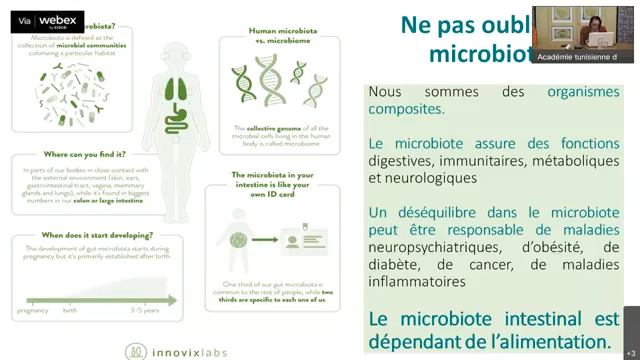 Via webex
by CISCO
microbiota?
Microbiota is defined as the
collection of microbial communities
colonizing a particular habitat
Human microbiota
vs. microbiome?
The collective genome of all the
microbial cells living in the human
body is called microbiome
Where can you find it?
In parts of our bodies in close contact with
the external environment (skin, ears,
gastrointestinal tract, vagina, mammary
glands and lungs), while it's found in biggest
numbers in our colon or large intestine.
The microbiota in your
intestine is like your
own ID card
One third of our gut microbiota is
common to the rest of people, while two
thirds are specific to each one of us.
When does it start developing?
The development of gut microbiota starts during
pregnancy but it's primarily established after birth.
pregnancy
birth
3-5 years
innovixlabs
Ne pas oubl
microbiot
Académie tunisienne d
Nous sommes des organismes
composites.
Le microbiote assure des fonctions
digestives, immunitaires, métaboliques
et neurologiques
Un déséquilibre dans le microbiote
peut être responsable de maladies
neuropsychiatriques, d'obésité, de
diabète, de cancer, de maladies
inflammatoires
Le microbiote intestinal est
dépendant de l'alimentation.
+3